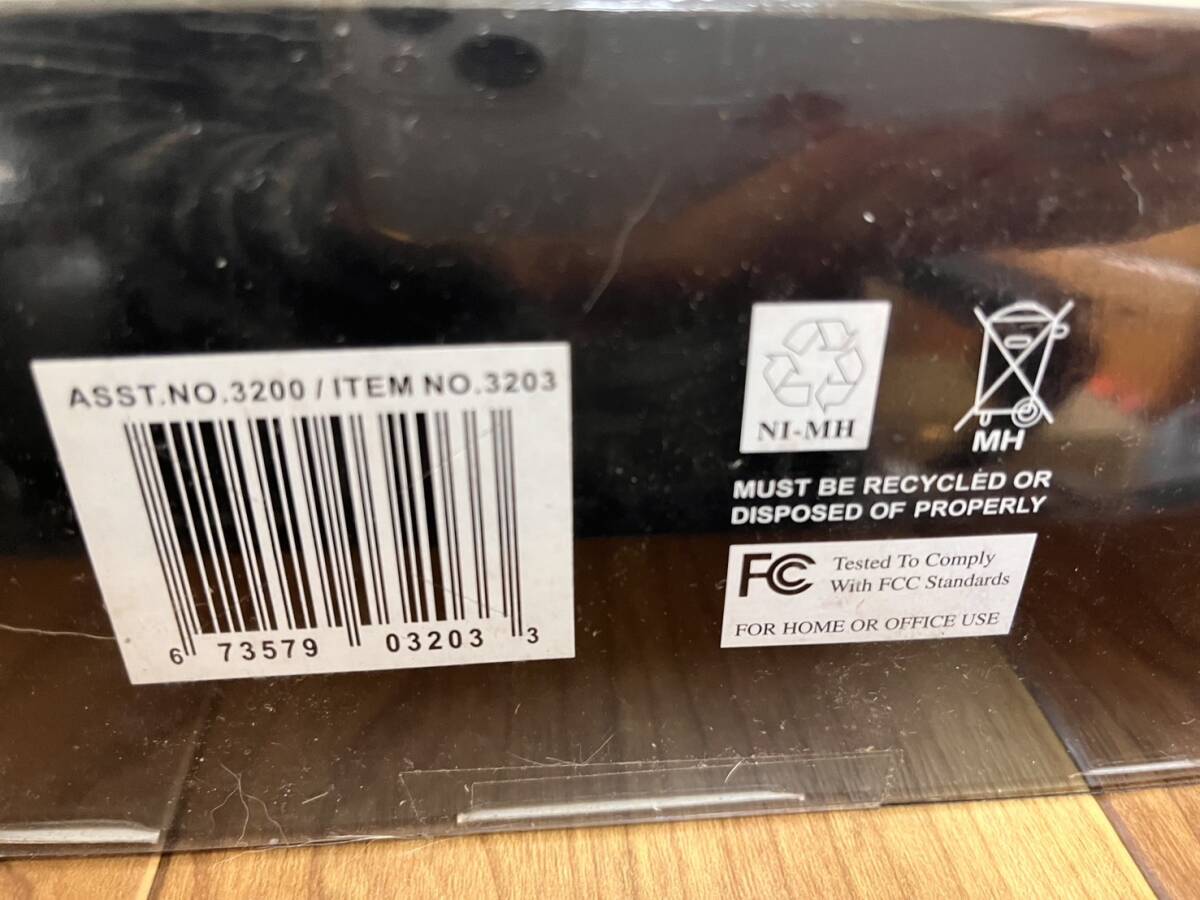 ASST.NO.3200 / ITEM NO.3203
6 73579 03203 3
NI-MH
MH
MUST BE RECYCLED OR
DISPOSED OF PROPERLY
FC Tested To Comply
With FCC Standards
FOR HOME OR OFFICE USE